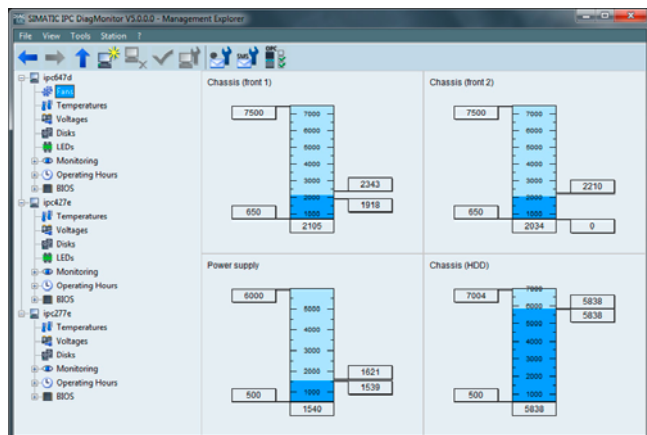 SIMATIC IPC DiagMonitor V5.0.0.0 - Management Explorer
File View Tools Station ?
SMS OPC
ipc647d
Fans
Temperatures
Voltages
Disks
LEDs
Monitoring
Operating Hours
BIOS
ipc427e
Temperatures
Voltages
Disks
LEDs
Monitoring
Operating Hours
BIOS
ipc277e
Temperatures
Voltages
Disks
Monitoring
Operating Hours
BIOS
Chassis (front 1)
7500
7000
6000
5000
4000
3000
2343
2000
1918
650
1000
2105
Chassis (front 2)
7500
7000
6000
5000
4000
3000
2210
2000
650
1000
2034
0
Power supply
6000
5000
4000
3000
2000
1621
1539
500
1000
1540
Chassis (HDD)
7004
7000
6000
5838
5838
5000
4000
3000
2000
500
1000
5838